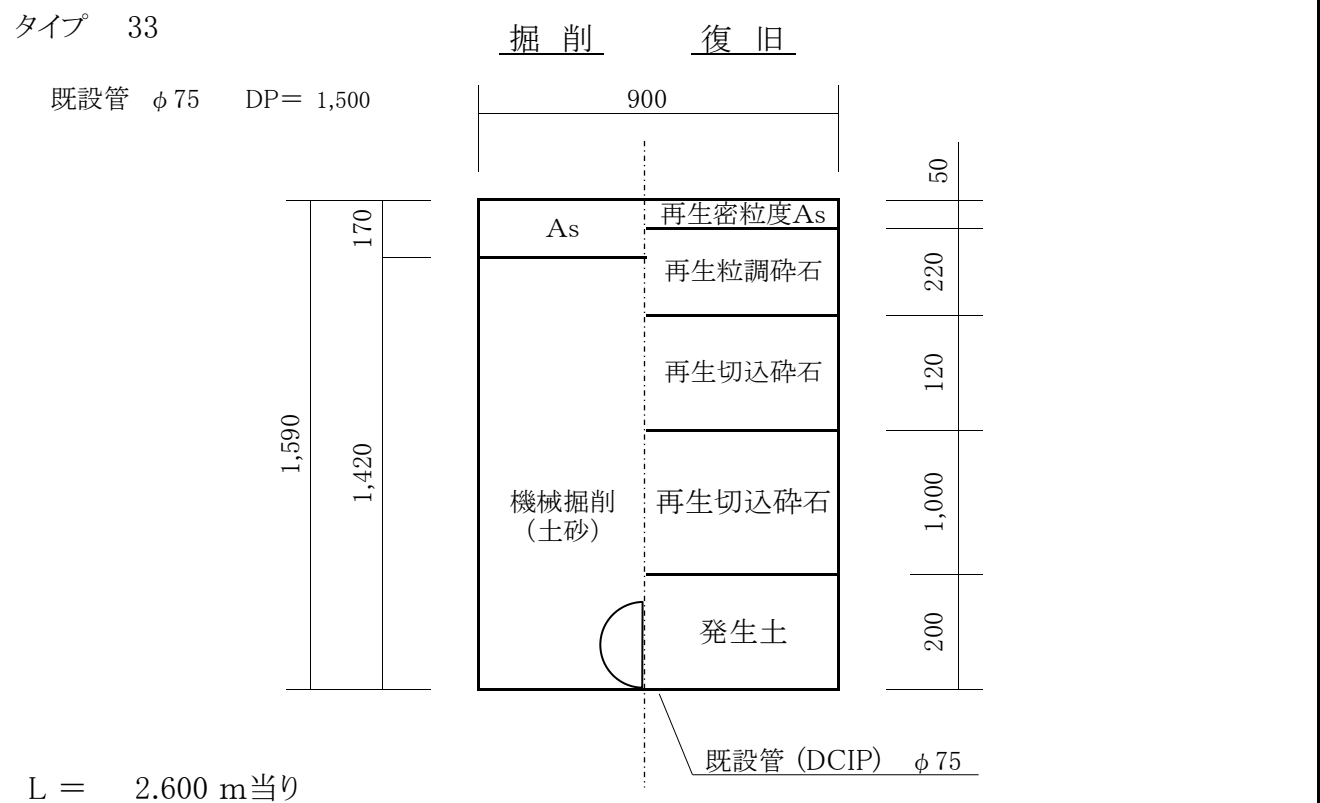 タイプ 33
掘 削 復 旧
既設管 φ75 DP= 1,500
900
50
170
As
再生密粒度As
再生粒調砕石
220
再生切込砕石
120
1,590
1,420
機械掘削
(土砂)
再生切込砕石
1,000
発生土
200
既設管 (DCIP) φ75
L = 2.600 m当り